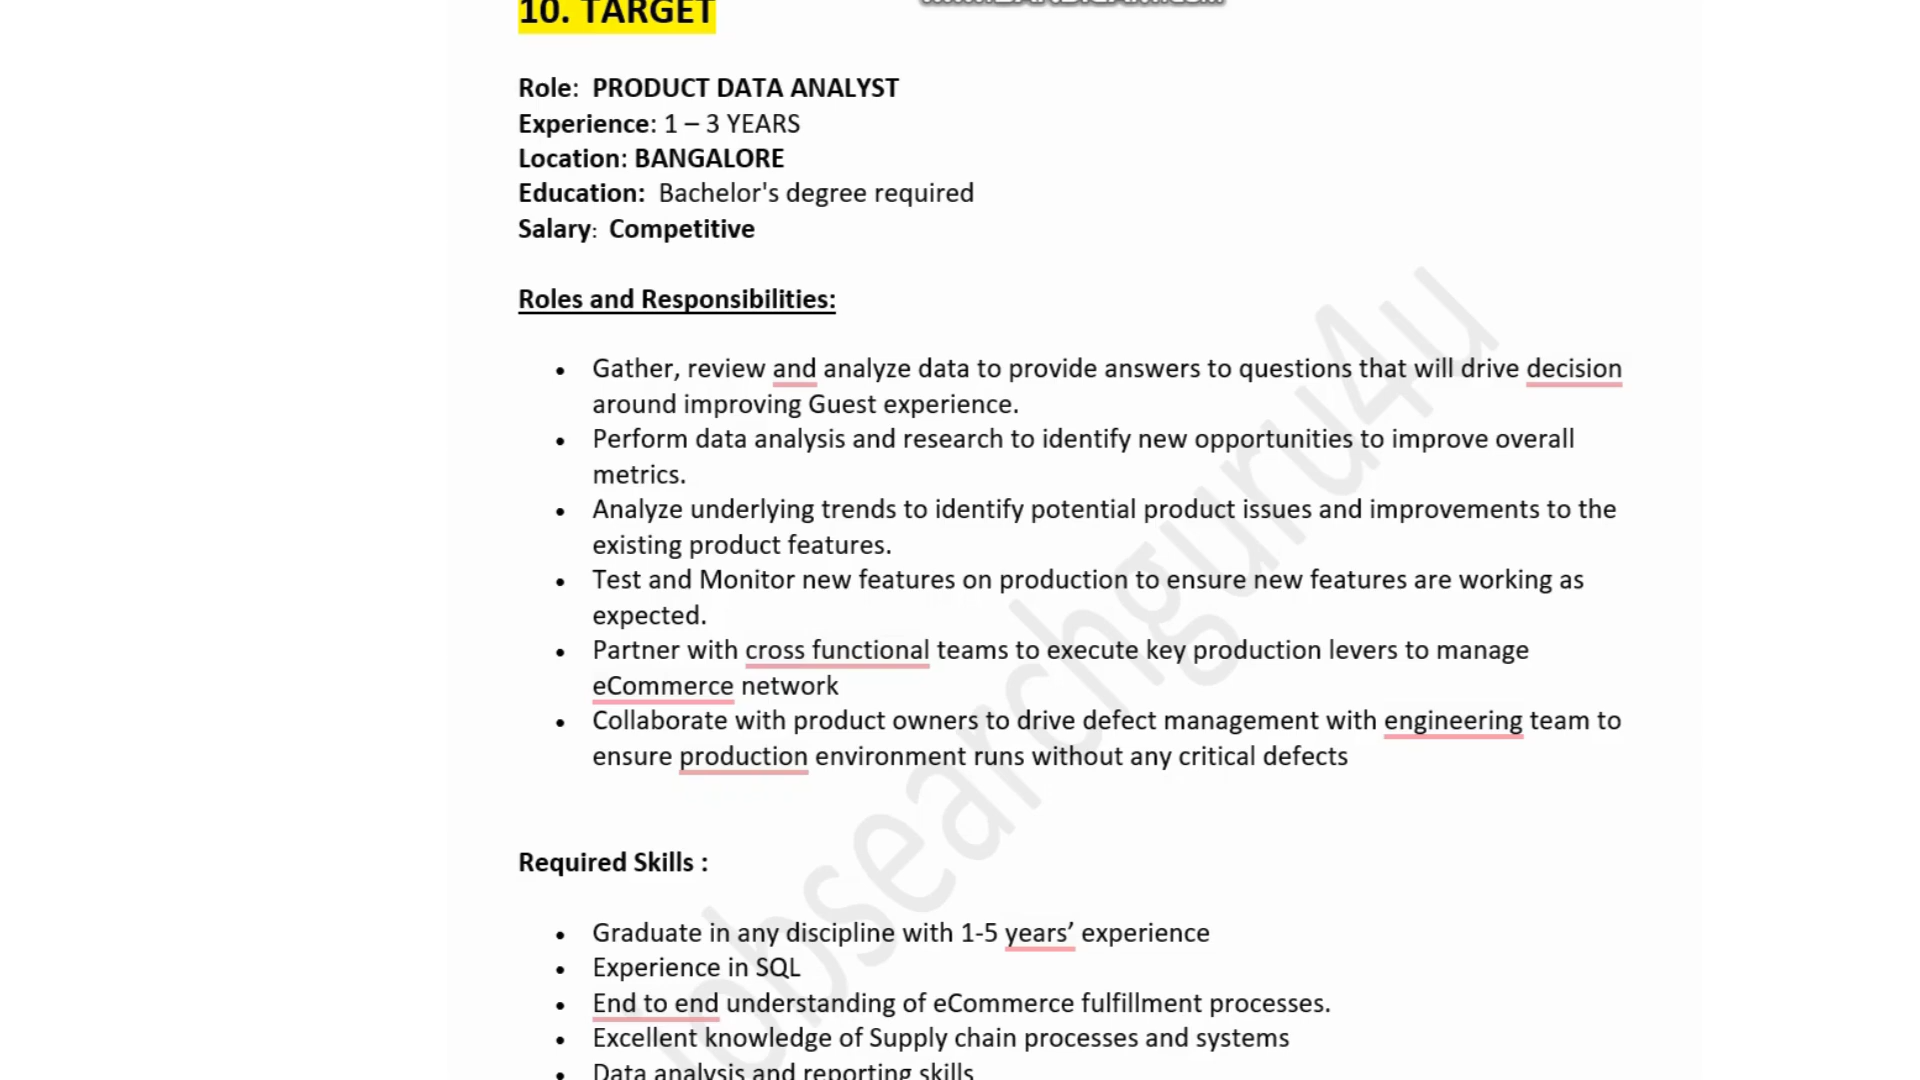 www.BANDICAM.com
10. TARGET
Role: PRODUCT DATA ANALYST
Experience: 1 – 3 YEARS
Location: BANGALORE
Education: Bachelor's degree required
Salary: Competitive
Roles and Responsibilities:
• Gather, review and analyze data to provide answers to questions that will drive decision
around improving Guest experience.
• Perform data analysis and research to identify new opportunities to improve overall
metrics.
• Analyze underlying trends to identify potential product issues and improvements to the
existing product features.
• Test and Monitor new features on production to ensure new features are working as
expected.
• Partner with cross functional teams to execute key production levers to manage
eCommerce network
• Collaborate with product owners to drive defect management with engineering team to
ensure production environment runs without any critical defects
Required Skills :
• Graduate in any discipline with 1-5 years’ experience
• Experience in SQL
• End to end understanding of eCommerce fulfillment processes.
• Excellent knowledge of Supply chain processes and systems
• Data analysis and reporting skills
jobsearchguru4u